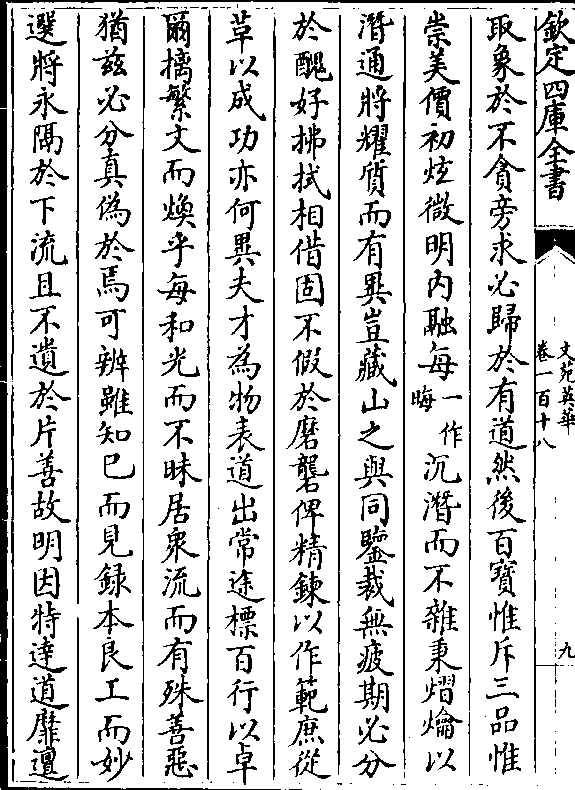 欽定四庫全書
文苑英華
卷一百十八
九
取象於不貪旁求必歸於有道然後百寶惟斥三品惟
崇美價初炫微明内融每一作晦沉潛而不雜秉熠爚以
潛通將耀質而有異豈藏山之與同鑒裁無疲期必分
於醜好拂拭相借固不假於磨礱俾精鍊以作範庶從
革以成功亦何異夫才為物表道出常途標百行以卓
爾摛繁文而煥乎每和光而不昧居衆流而有殊善惡
猶兹必分真偽於焉可辨雖知巳而見録本良工而妙
選將永隔於下流且不遺於片善故明因特達道靡邅